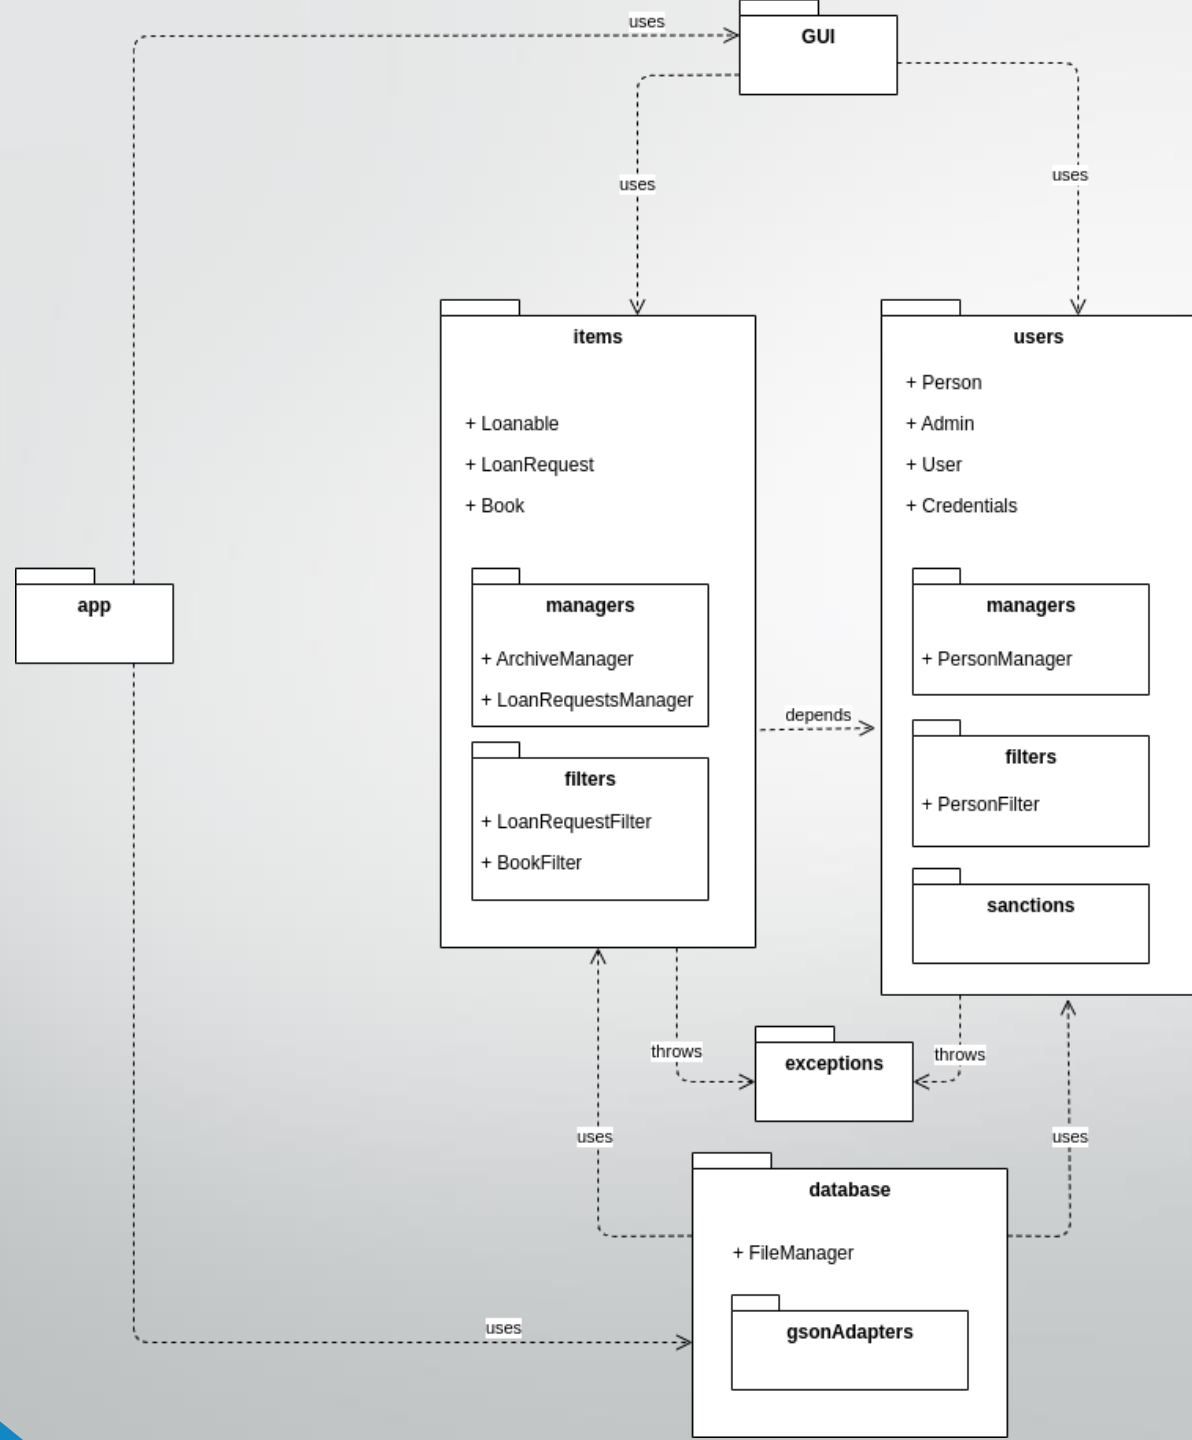 uses
GUI
uses
uses
items
+ Loanable
+ LoanRequest
+ Book
managers
+ ArchiveManager
+ LoanRequestsManager
filters
+ LoanRequestFilter
+ BookFilter
users
+ Person
+ Admin
+ User
+ Credentials
managers
+ PersonManager
filters
+ PersonFilter
sanctions
app
depends
throws
exceptions
throws
uses
uses
database
+ FileManager
gsonAdapters
uses